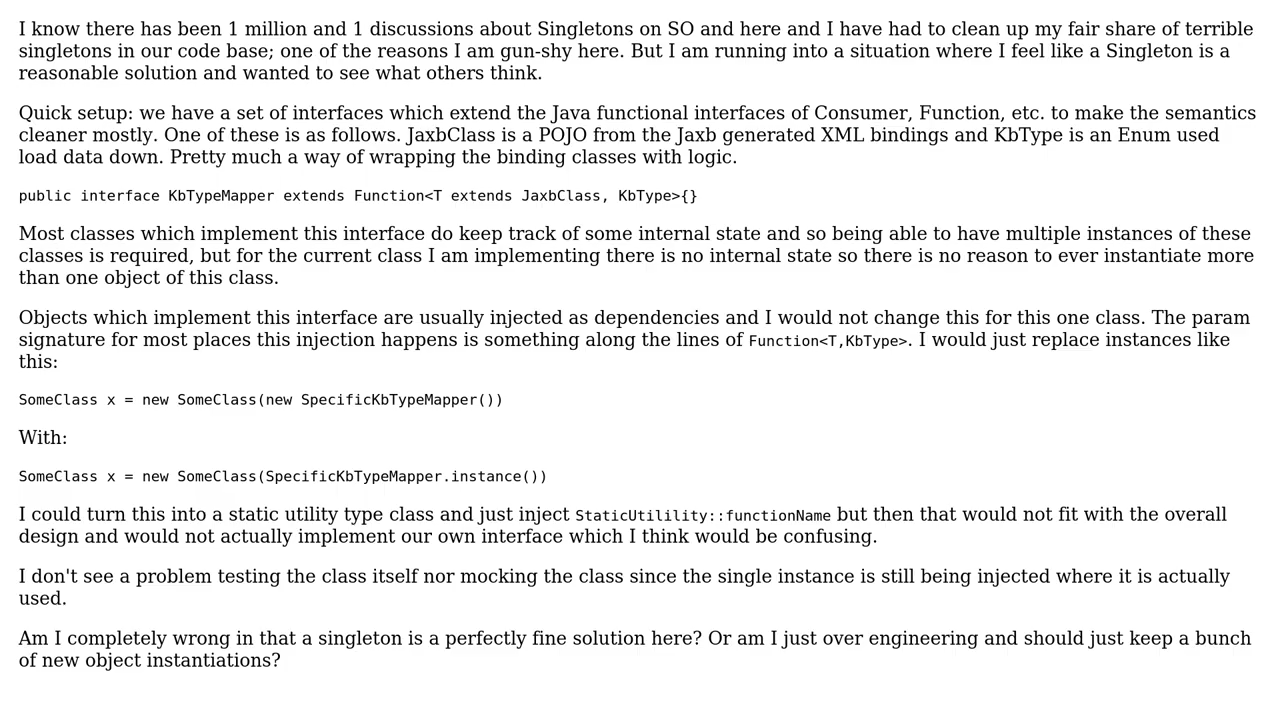 I know there has been 1 million and 1 discussions about Singletons on SO and here and I have had to clean up my fair share of terrible
singletons in our code base; one of the reasons I am gun-shy here. But I am running into a situation where I feel like a Singleton is a
reasonable solution and wanted to see what others think.
Quick setup: we have a set of interfaces which extend the Java functional interfaces of Consumer, Function, etc. to make the semantics
cleaner mostly. One of these is as follows. JaxbClass is a POJO from the Jaxb generated XML bindings and KbType is an Enum used
load data down. Pretty much a way of wrapping the binding classes with logic.
public interface KbTypeMapper extends Function<T extends JaxbClass, KbType>{}
Most classes which implement this interface do keep track of some internal state and so being able to have multiple instances of these
classes is required, but for the current class I am implementing there is no internal state so there is no reason to ever instantiate more
than one object of this class.
Objects which implement this interface are usually injected as dependencies and I would not change this for this one class. The param
signature for most places this injection happens is something along the lines of Function<T,KbType>. I would just replace instances like
this:
SomeClass x = new SomeClass(new SpecificKbTypeMapper())
With:
SomeClass x = new SomeClass(SpecificKbTypeMapper.instance())
I could turn this into a static utility type class and just inject StaticUtilility::functionName but then that would not fit with the overall
design and would not actually implement our own interface which I think would be confusing.
I don't see a problem testing the class itself nor mocking the class since the single instance is still being injected where it is actually
used.
Am I completely wrong in that a singleton is a perfectly fine solution here? Or am I just over engineering and should just keep a bunch
of new object instantiations?